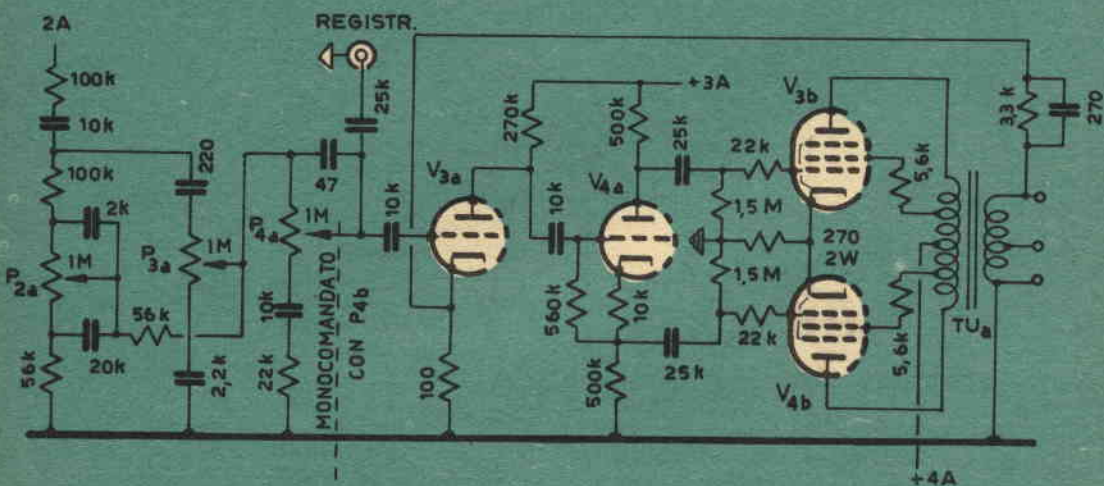 2A
100k
10k
100k
2k
220
P2a
1M
P3a
1M
56k
20k
56k
2,2k
REGISTR.
25k
47
P4a
1M
10k
22k
MONOCOMANDATO
CON P4b
10k
V3a
100
270k
+3A
500k
25k
V4a
10k
560k
10k
500k
25k
22k
1,5 M
270
2W
1,5 M
22k
V3b
V4b
5,6k
5,6k
TUa
3,3 k
270
+4A